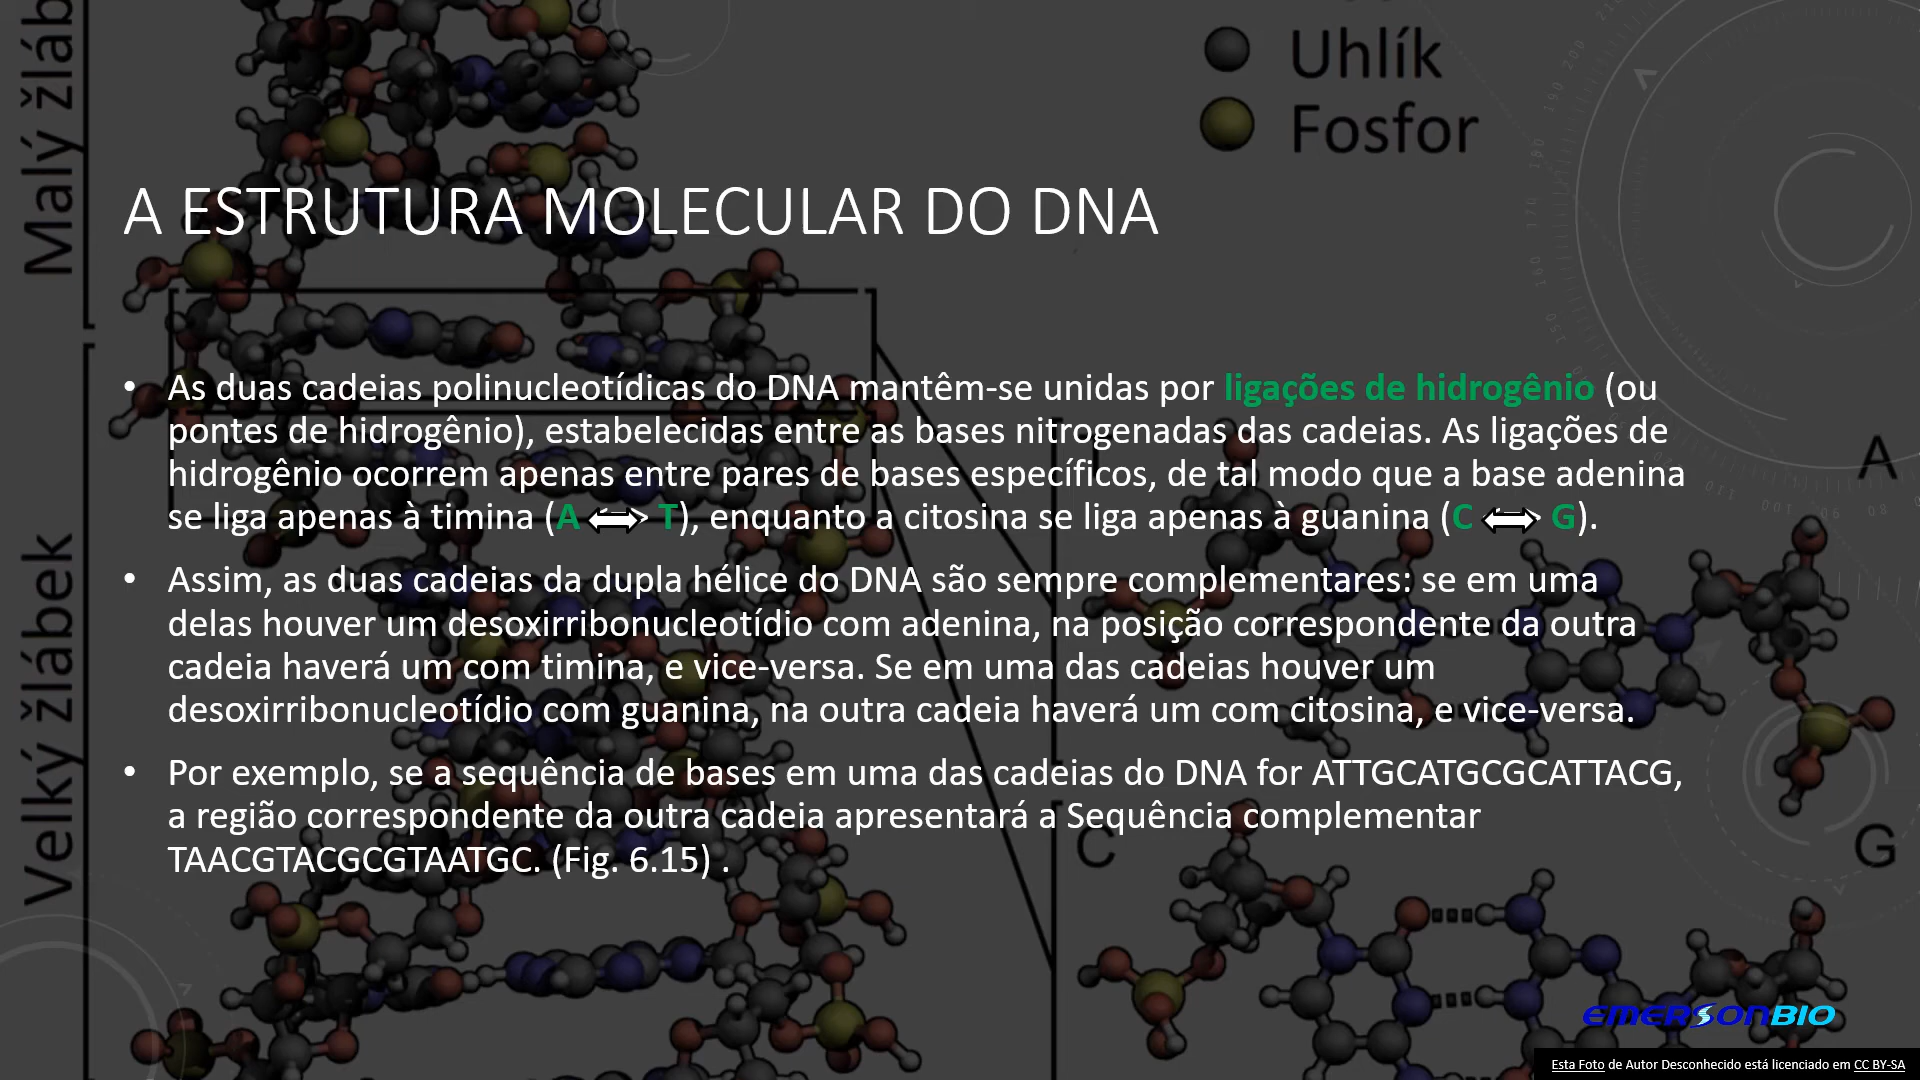 Malý žláb
Velký žlábek
Uhlík
Fosfor
A ESTRUTURA MOLECULAR DO DNA
• As duas cadeias polinucleotídicas do DNA mantêm-se unidas por ligações de hidrogênio (ou
pontes de hidrogênio), estabelecidas entre as bases nitrogenadas das cadeias. As ligações de
hidrogênio ocorrem apenas entre pares de bases específicos, de tal modo que a base adenina
se liga apenas à timina (A <--> T), enquanto a citosina se liga apenas à guanina (C <--> G).
• Assim, as duas cadeias da dupla hélice do DNA são sempre complementares: se em uma
delas houver um desoxirribonucleotídio com adenina, na posição correspondente da outra
cadeia haverá um com timina, e vice-versa. Se em uma das cadeias houver um
desoxirribonucleotídio com guanina, na outra cadeia haverá um com citosina, e vice-versa.
• Por exemplo, se a sequência de bases em uma das cadeias do DNA for ATTGCATGCGCATTACG,
a região correspondente da outra cadeia apresentará a Sequência complementar
TAACGTACGCGTAATGC. (Fig. 6.15) .
A
C
G
EMERSONBIO
Esta Foto de Autor Desconhecido está licenciado em CC BY-SA